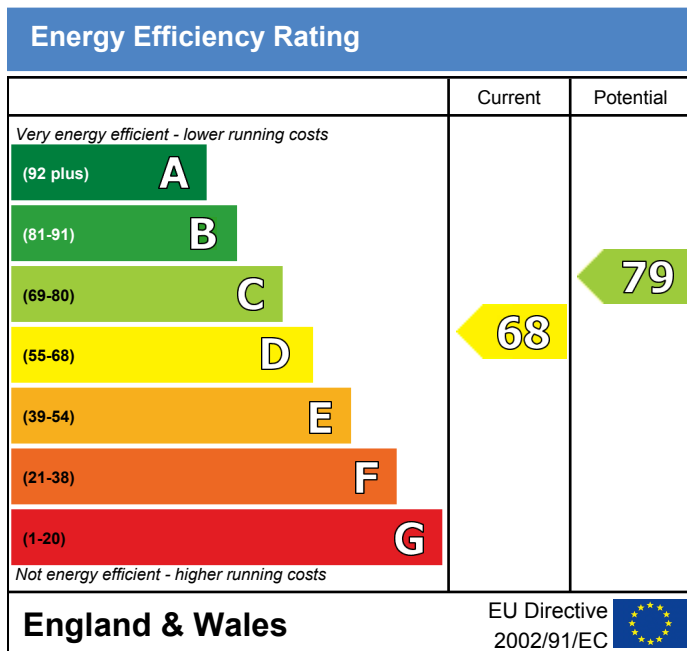 Energy Efficiency Rating
Current Potential
Very energy efficient - lower running costs
(92 plus) A
(81-91) B
(69-80) C
79
(55-68) D
68
(39-54) E
(21-38) F
(1-20) G
Not energy efficient - higher running costs
England & Wales
EU Directive
2002/91/EC